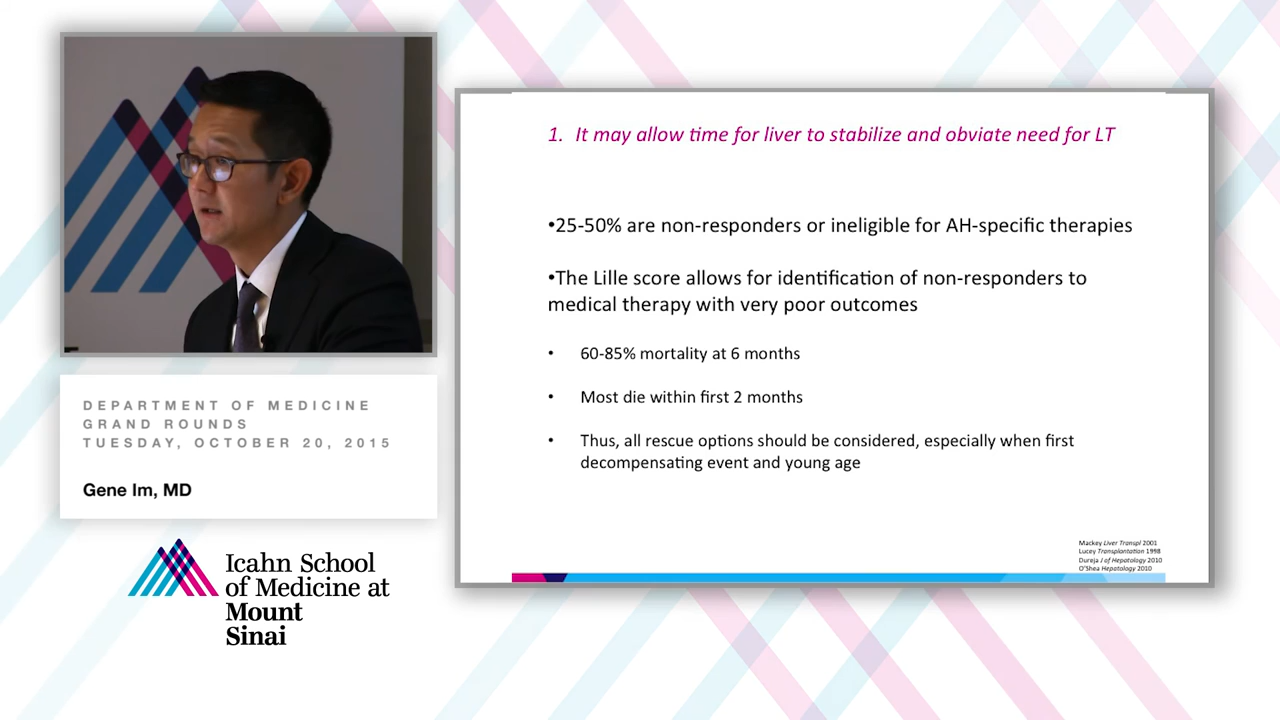 DEPARTMENT OF MEDICINE
GRAND ROUNDS
TUESDAY, OCTOBER 20, 2015
Gene Im, MD
Icahn School
of Medicine at
Mount
Sinai
1. It may allow time for liver to stabilize and obviate need for LT
•25-50% are non-responders or ineligible for AH-specific therapies
•The Lille score allows for identification of non-responders to
medical therapy with very poor outcomes
• 60-85% mortality at 6 months
• Most die within first 2 months
• Thus, all rescue options should be considered, especially when first
decompensating event and young age
Mackey Liver Transpl 2001
Lucey Transplantation 1998
Dureja J of Hepatology 2010
O'Shea Hepatology 2010